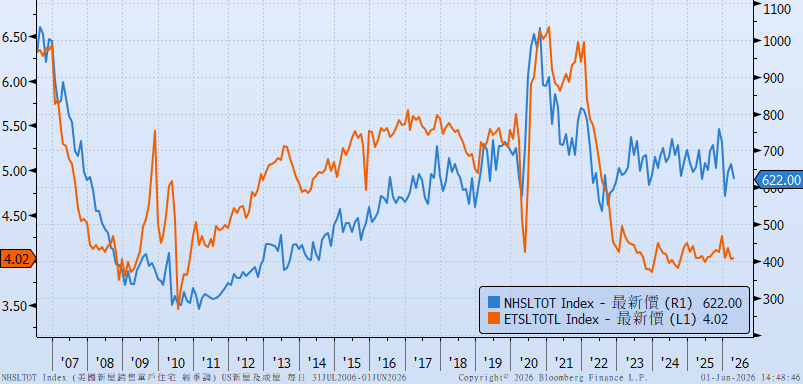 1100
6.50
1000
6.00
900
5.50
800
5.00
700
622.00
4.50
500
4.02
400
3.50
300
NHSLTOT Index - 最新價 (R1) 622.00
ETSLTOTL Index - 最新價 (L1) 4.02
'07 '08 '09 '10 '11 '12 '13 '14 '15 '16 '17 '18 '19 '20 '21 '22 '23 '24 '25 '26
NHSLTOT Index (美國新屋銷售單戶住宅 經季調) US新屋及成屋 每日 31JUL2006-01JUN2026
Copyright© 2026 Bloomberg Finance L.P.
01-Jun-2026 14:48:46